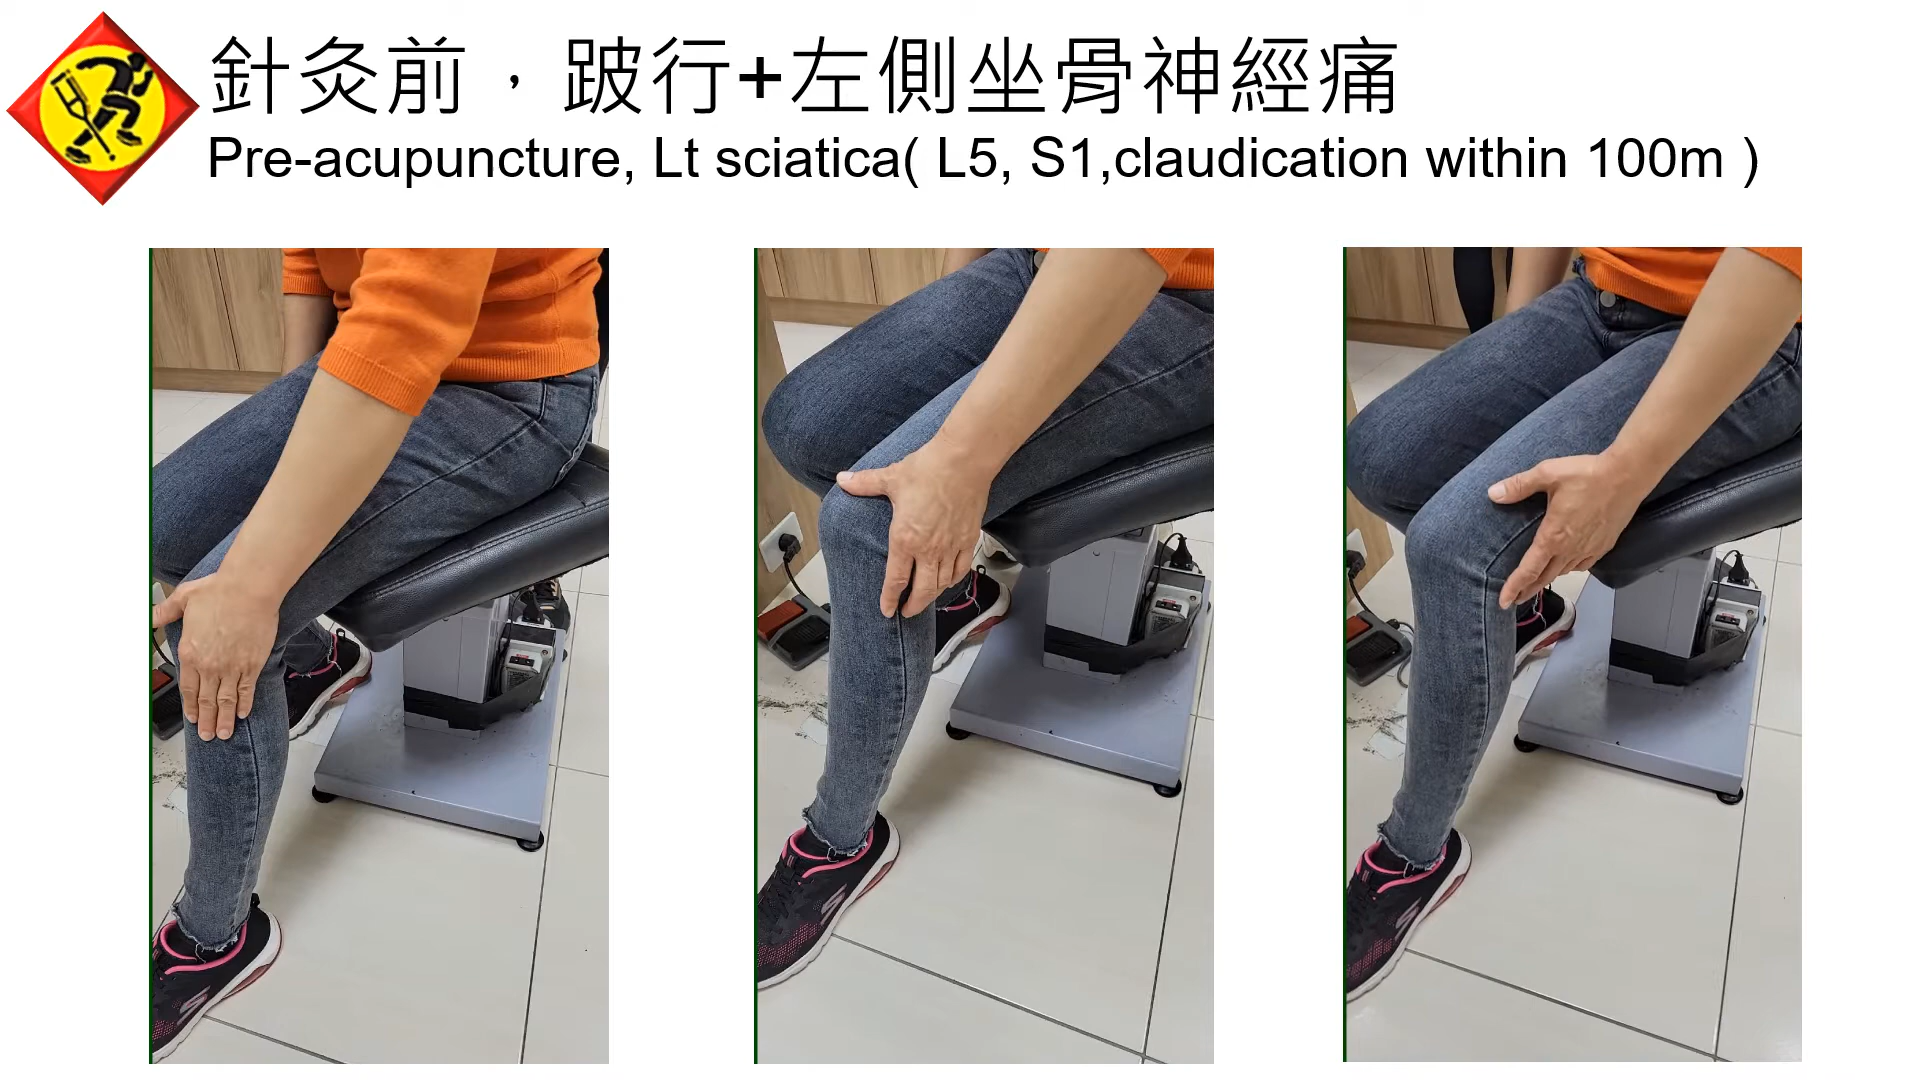 針灸前，跛行+左側坐骨神經痛
Pre-acupuncture, Lt sciatica( L5, S1,claudication within 100m )